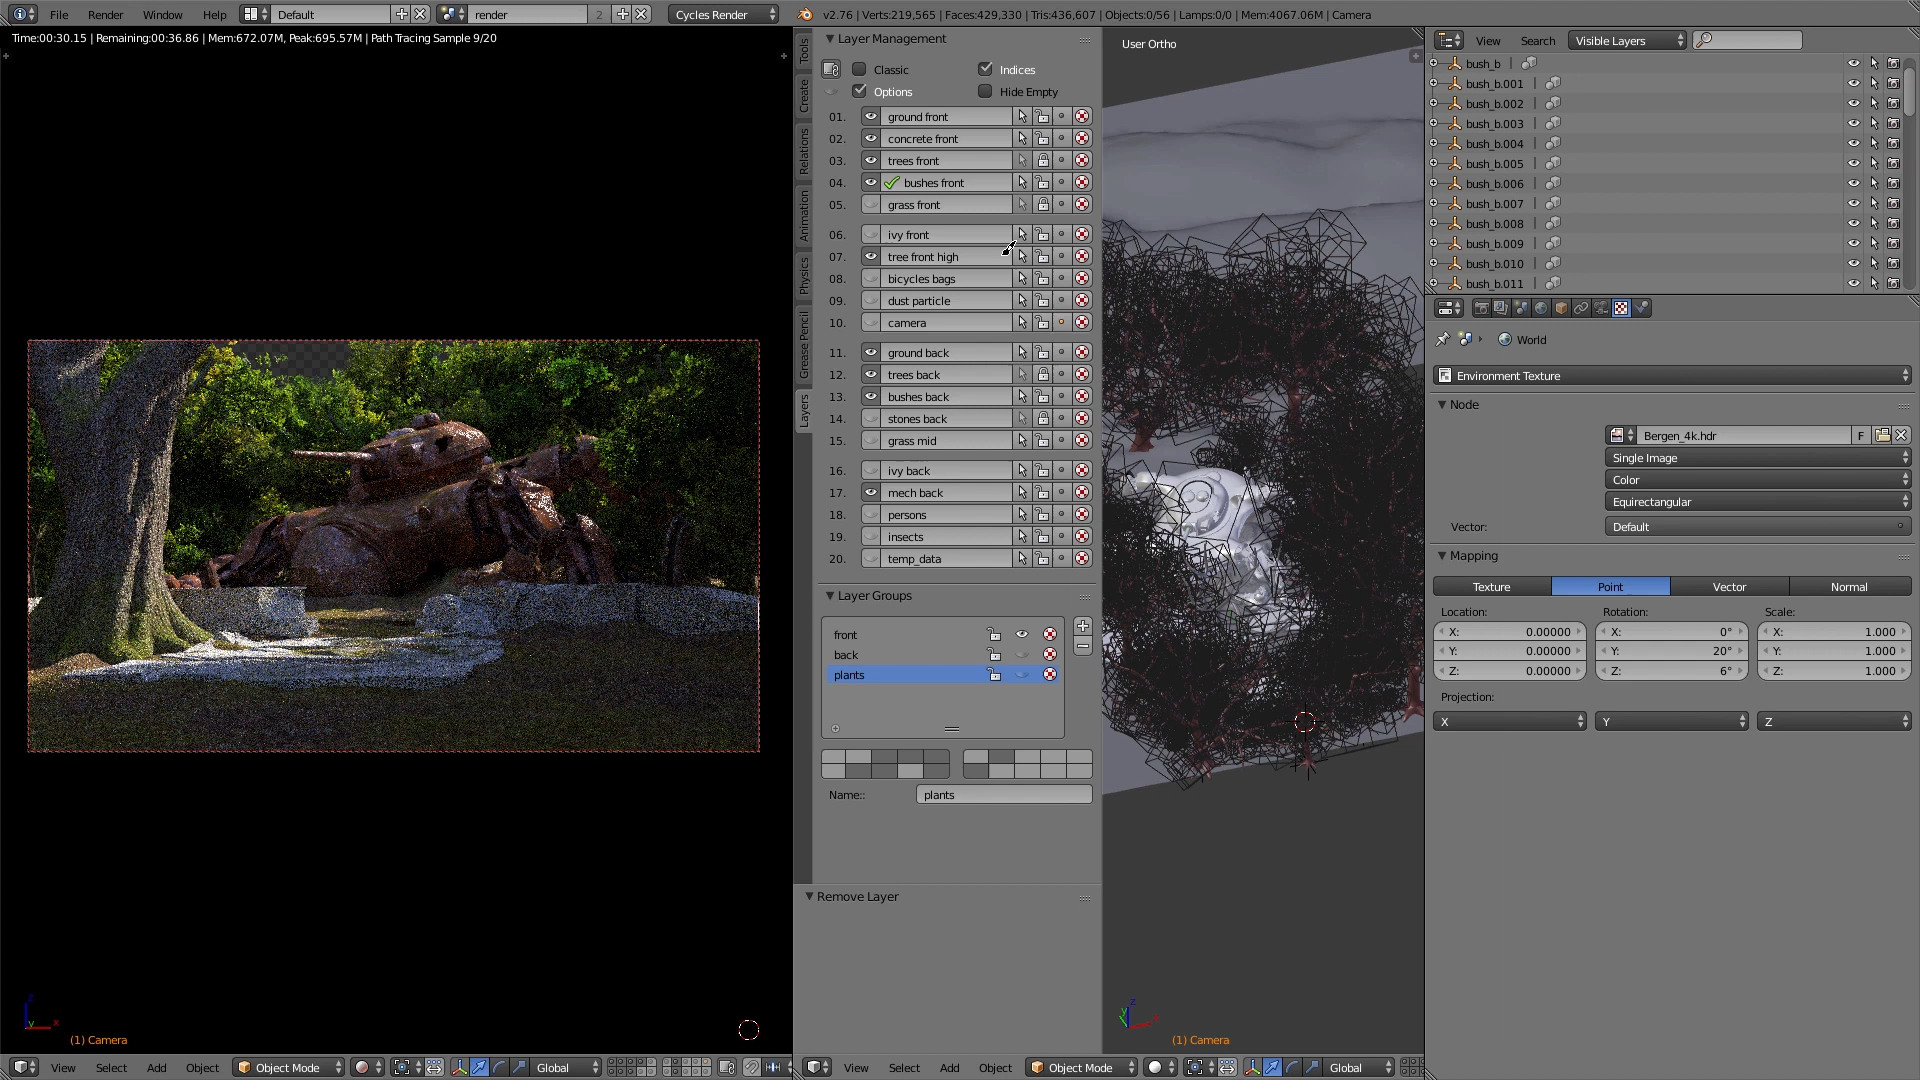 File Render Window Help Default render 2 Cycles Render v2.76 | Verts:219,565 | Faces:429,330 | Tris:436,607 | Objects:0/56 | Lamps:0/0 | Mem:4067.06M | Camera
Time:00:30.15 | Remaining:00:36.86 | Mem:672.07M, Peak:695.57M | Path Tracing Sample 9/20
Tools
Create
Relations
Animation
Physics
Grease Pencil
Layers
Layer Management
Classic Indices
Options Hide Empty
01. ground front
02. concrete front
03. trees front
04. bushes front
05. grass front
06. ivy front
07. tree front high
08. bicycles bags
09. dust particle
10. camera
11. ground back
12. trees back
13. bushes back
14. stones back
15. grass mid
16. ivy back
17. mech back
18. persons
19. insects
20. temp_data
Layer Groups
front
back
plants
Name:: plants
Remove Layer
User Ortho
View Search Visible Layers
bush_b
bush_b.001
bush_b.002
bush_b.003
bush_b.004
bush_b.005
bush_b.006
bush_b.007
bush_b.008
bush_b.009
bush_b.010
bush_b.011
World
Environment Texture
Node
Bergen_4k.hdr F
Single Image
Color
Equirectangular
Vector: Default
Mapping
Texture Point Vector Normal
Location: Rotation: Scale:
X: 0.00000 X: 0° X: 1.000
Y: 0.00000 Y: 20° Y: 1.000
Z: 0.00000 Z: 6° Z: 1.000
Projection:
X Y Z
z
y x
(1) Camera
z
(1) Camera
View Select Add Object Object Mode Global
View Select Add Object Object Mode Global